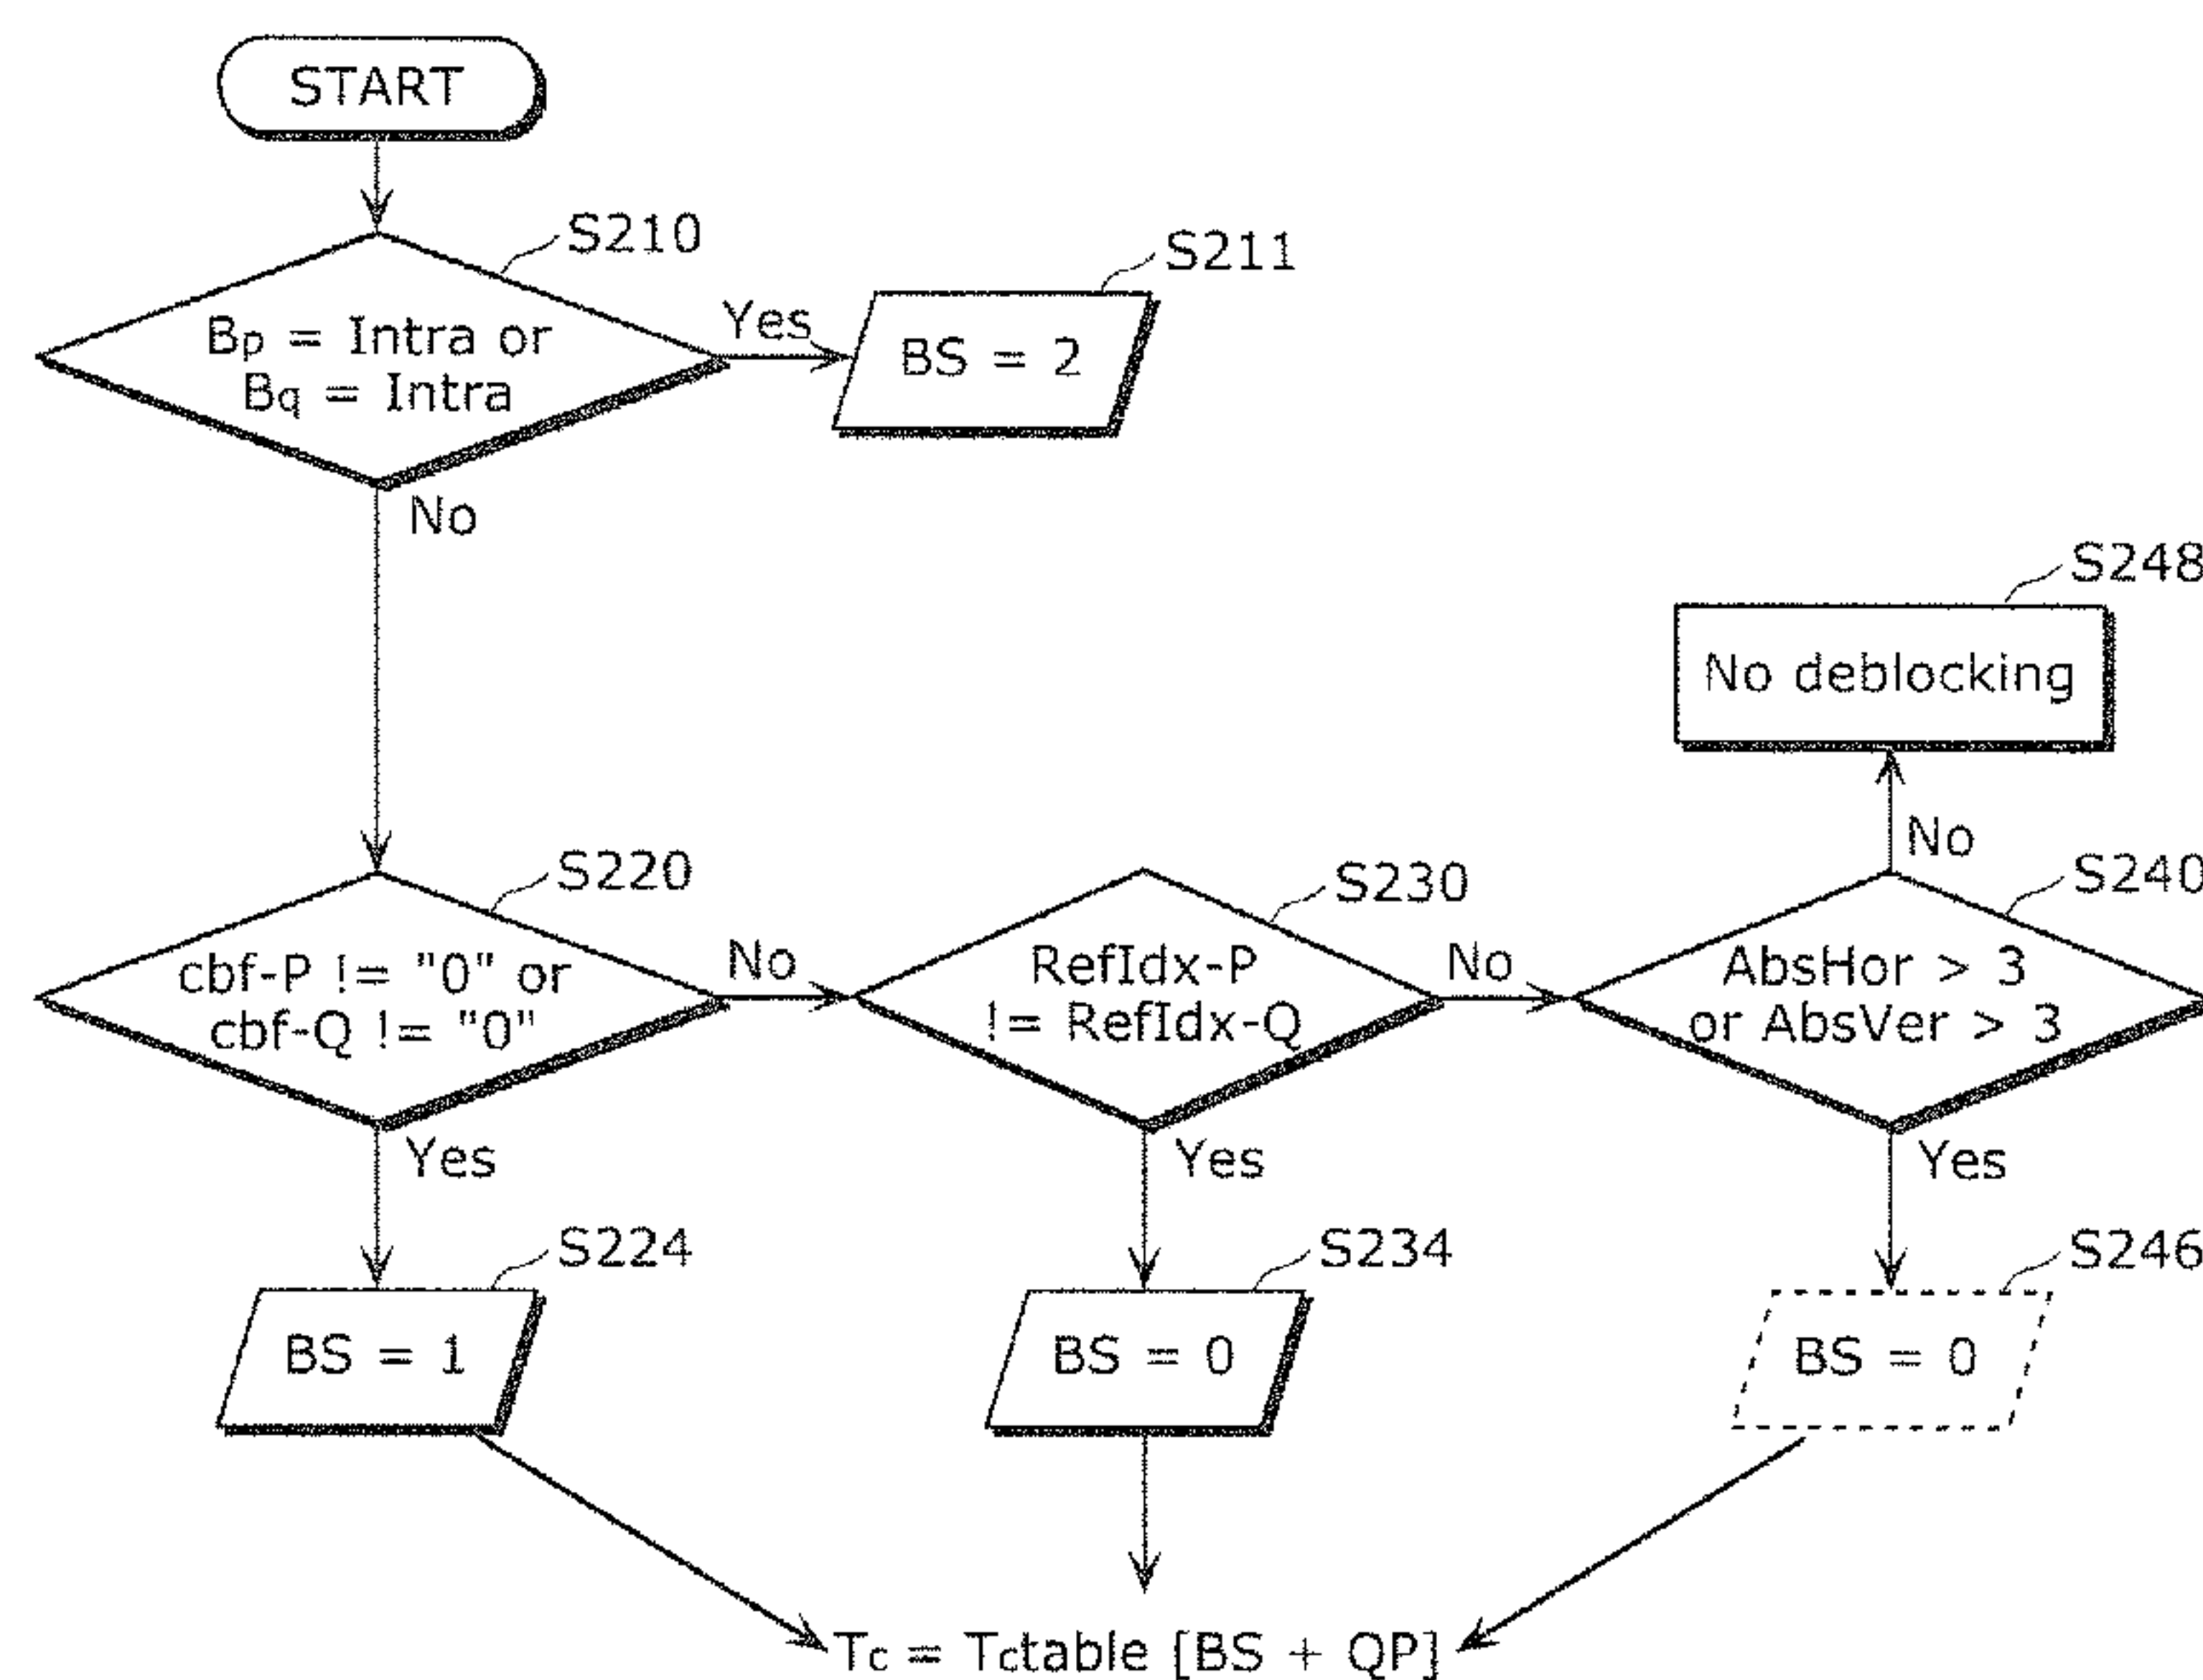 START
S210
S211
Bp = Intra or
Bq = Intra
Yes
BS = 2
No
S248
No deblocking
No
S220
S230
S240
cbf-P != "0" or
cbf-Q != "0"
No
RefIdx-P
!= RefIdx-Q
No
AbsHor > 3
or AbsVer > 3
Yes
Yes
Yes
S224
S234
S246
BS = 1
BS = 0
BS = 0
Tc = Tctable [BS + QP]